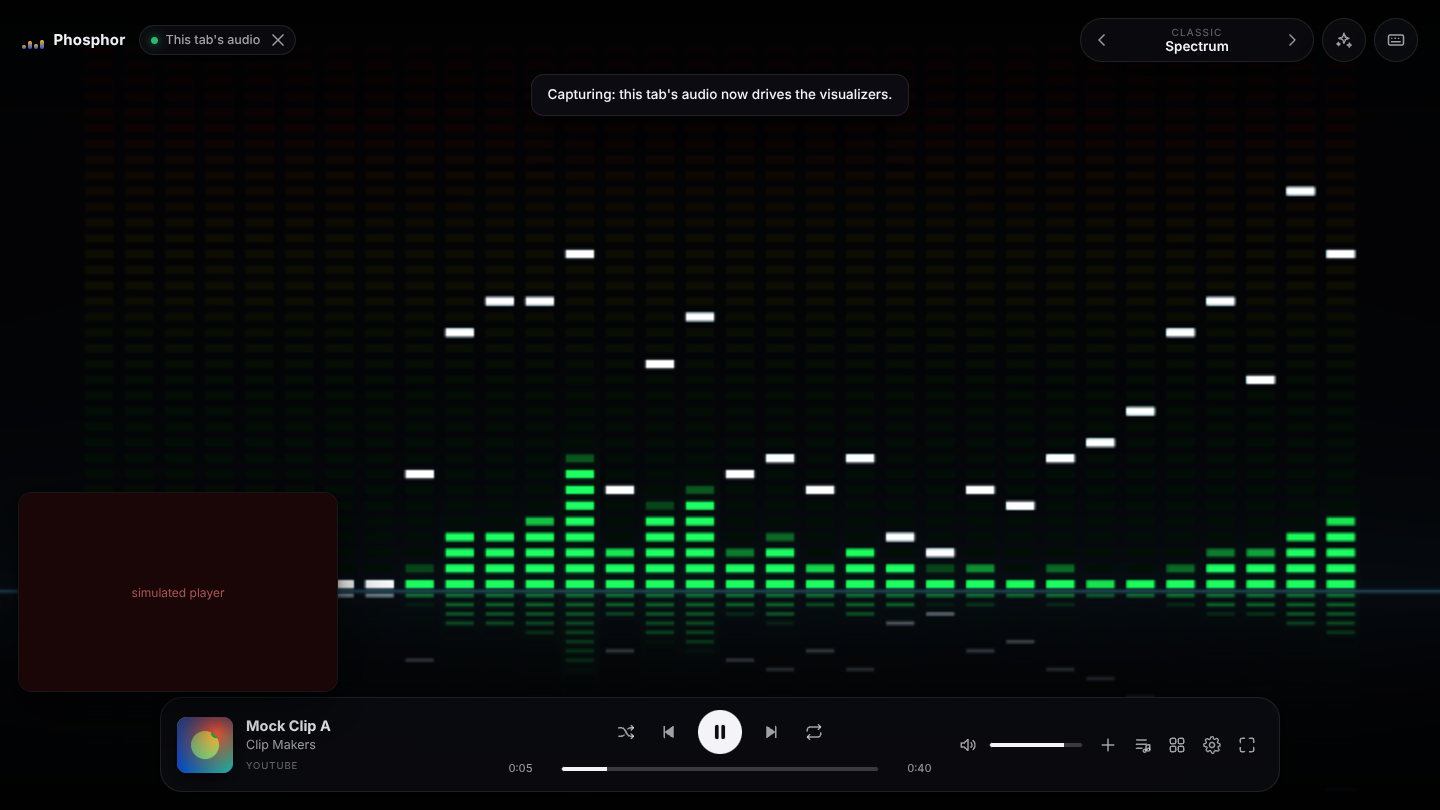 Phosphor
This tab's audio
CLASSIC
Spectrum
Capturing: this tab's audio now drives the visualizers.
simulated player
Mock Clip A
Clip Makers
YOUTUBE
0:05
0:40